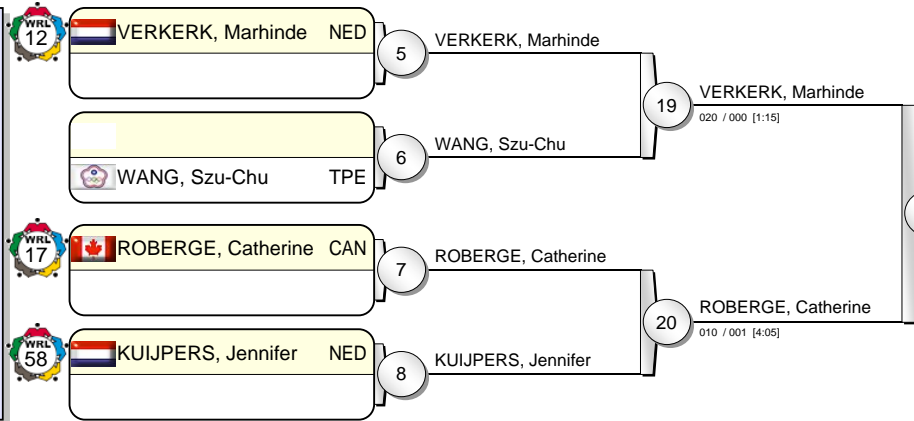 WRL
12
VERKERK, Marhinde NED
5
VERKERK, Marhinde
19
VERKERK, Marhinde
020 / 000 [1:15]
6
WANG, Szu-Chu
WANG, Szu-Chu TPE
WRL
17
ROBERGE, Catherine CAN
7
ROBERGE, Catherine
20
ROBERGE, Catherine
010 / 001 [4:05]
WRL
58
KUIJPERS, Jennifer NED
8
KUIJPERS, Jennifer